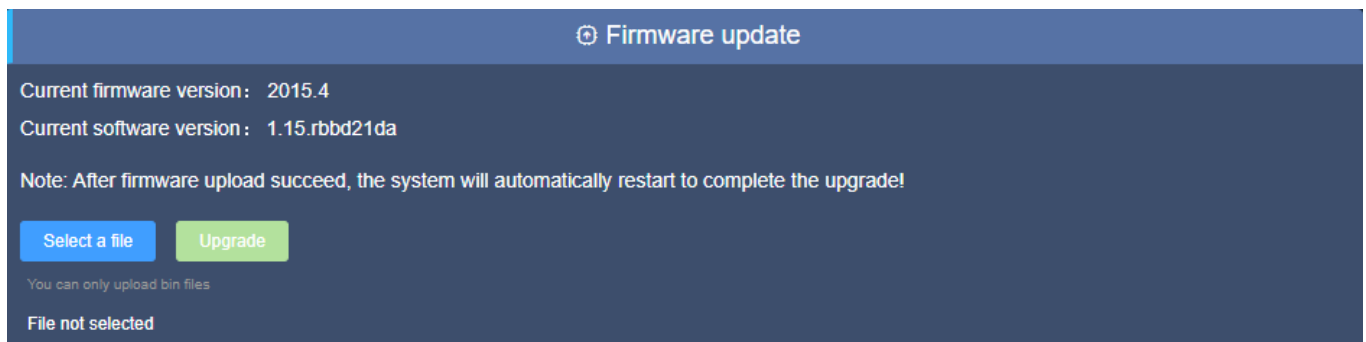 Firmware update
Current firmware version： 2015.4
Current software version： 1.15.rbbd21da
Note: After firmware upload succeed, the system will automatically restart to complete the upgrade!
Select a file Upgrade
You can only upload bin files
File not selected